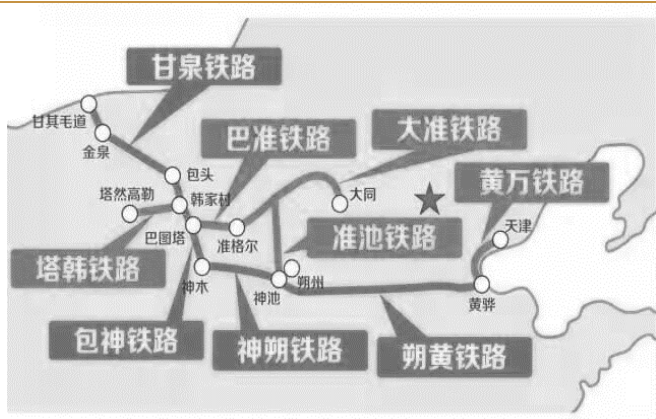 甘泉铁路
甘其毛道
金泉
巴准铁路
大准铁路
包头
黄万铁路
塔然高勒
韩家村
大同
巴图塔
准格尔
准池铁路
天津
塔韩铁路
神木
神池
朔州
黄骅
包神铁路
神朔铁路
朔黄铁路